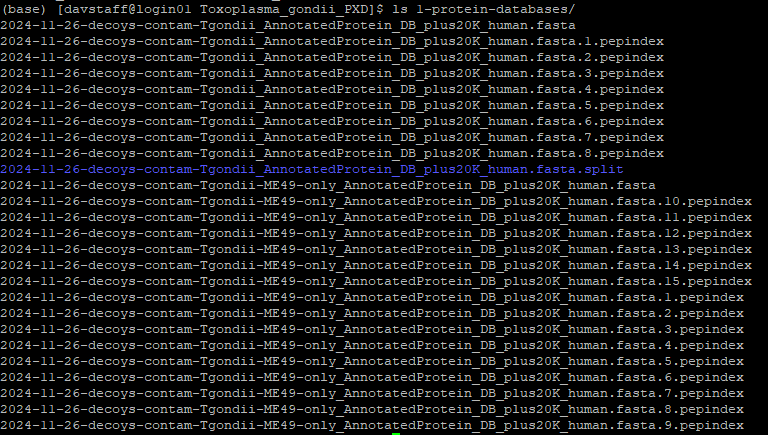 (base) [davstaff@login01 Toxoplasma_gondii_PXD]$ ls 1-protein-databases/
2024-11-26-decoys-contam-Tgondii_AnnotatedProtein_DB_plus20K_human.fasta
2024-11-26-decoys-contam-Tgondii_AnnotatedProtein_DB_plus20K_human.fasta.1.pepindex
2024-11-26-decoys-contam-Tgondii_AnnotatedProtein_DB_plus20K_human.fasta.2.pepindex
2024-11-26-decoys-contam-Tgondii_AnnotatedProtein_DB_plus20K_human.fasta.3.pepindex
2024-11-26-decoys-contam-Tgondii_AnnotatedProtein_DB_plus20K_human.fasta.4.pepindex
2024-11-26-decoys-contam-Tgondii_AnnotatedProtein_DB_plus20K_human.fasta.5.pepindex
2024-11-26-decoys-contam-Tgondii_AnnotatedProtein_DB_plus20K_human.fasta.6.pepindex
2024-11-26-decoys-contam-Tgondii_AnnotatedProtein_DB_plus20K_human.fasta.7.pepindex
2024-11-26-decoys-contam-Tgondii_AnnotatedProtein_DB_plus20K_human.fasta.8.pepindex
2024-11-26-decoys-contam-Tgondii_AnnotatedProtein_DB_plus20K_human.fasta.split
2024-11-26-decoys-contam-Tgondii-ME49-only_AnnotatedProtein_DB_plus20K_human.fasta
2024-11-26-decoys-contam-Tgondii-ME49-only_AnnotatedProtein_DB_plus20K_human.fasta.10.pepindex
2024-11-26-decoys-contam-Tgondii-ME49-only_AnnotatedProtein_DB_plus20K_human.fasta.11.pepindex
2024-11-26-decoys-contam-Tgondii-ME49-only_AnnotatedProtein_DB_plus20K_human.fasta.12.pepindex
2024-11-26-decoys-contam-Tgondii-ME49-only_AnnotatedProtein_DB_plus20K_human.fasta.13.pepindex
2024-11-26-decoys-contam-Tgondii-ME49-only_AnnotatedProtein_DB_plus20K_human.fasta.14.pepindex
2024-11-26-decoys-contam-Tgondii-ME49-only_AnnotatedProtein_DB_plus20K_human.fasta.15.pepindex
2024-11-26-decoys-contam-Tgondii-ME49-only_AnnotatedProtein_DB_plus20K_human.fasta.1.pepindex
2024-11-26-decoys-contam-Tgondii-ME49-only_AnnotatedProtein_DB_plus20K_human.fasta.2.pepindex
2024-11-26-decoys-contam-Tgondii-ME49-only_AnnotatedProtein_DB_plus20K_human.fasta.3.pepindex
2024-11-26-decoys-contam-Tgondii-ME49-only_AnnotatedProtein_DB_plus20K_human.fasta.4.pepindex
2024-11-26-decoys-contam-Tgondii-ME49-only_AnnotatedProtein_DB_plus20K_human.fasta.5.pepindex
2024-11-26-decoys-contam-Tgondii-ME49-only_AnnotatedProtein_DB_plus20K_human.fasta.6.pepindex
2024-11-26-decoys-contam-Tgondii-ME49-only_AnnotatedProtein_DB_plus20K_human.fasta.7.pepindex
2024-11-26-decoys-contam-Tgondii-ME49-only_AnnotatedProtein_DB_plus20K_human.fasta.8.pepindex
2024-11-26-decoys-contam-Tgondii-ME49-only_AnnotatedProtein_DB_plus20K_human.fasta.9.pepindex